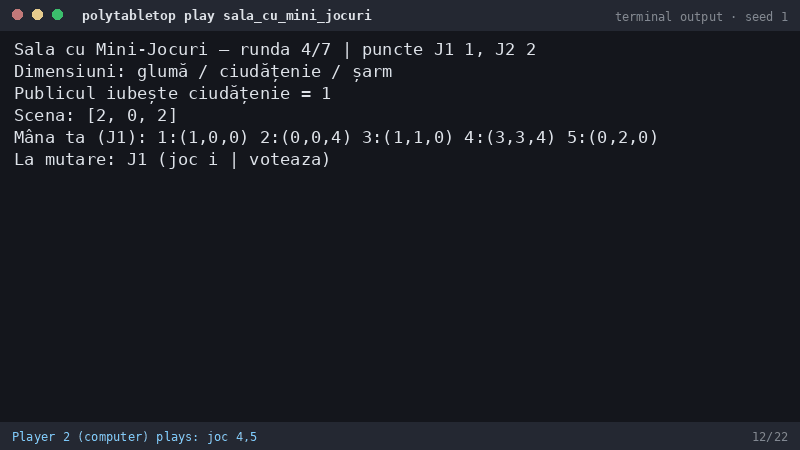 polytabletop play sala_cu_mini_jocuri
terminal output · seed 1
Sala cu Mini-Jocuri — runda 4/7 | puncte J1 1, J2 2
Dimensiuni: glumă / ciudățenie / șarm
Publicul iubește ciudățenie = 1
Scena: [2, 0, 2]
Mâna ta (J1): 1:(1,0,0) 2:(0,0,4) 3:(1,1,0) 4:(3,3,4) 5:(0,2,0)
La mutare: J1 (joc i | voteaza)
Player 2 (computer) plays: joc 4,5
12/22